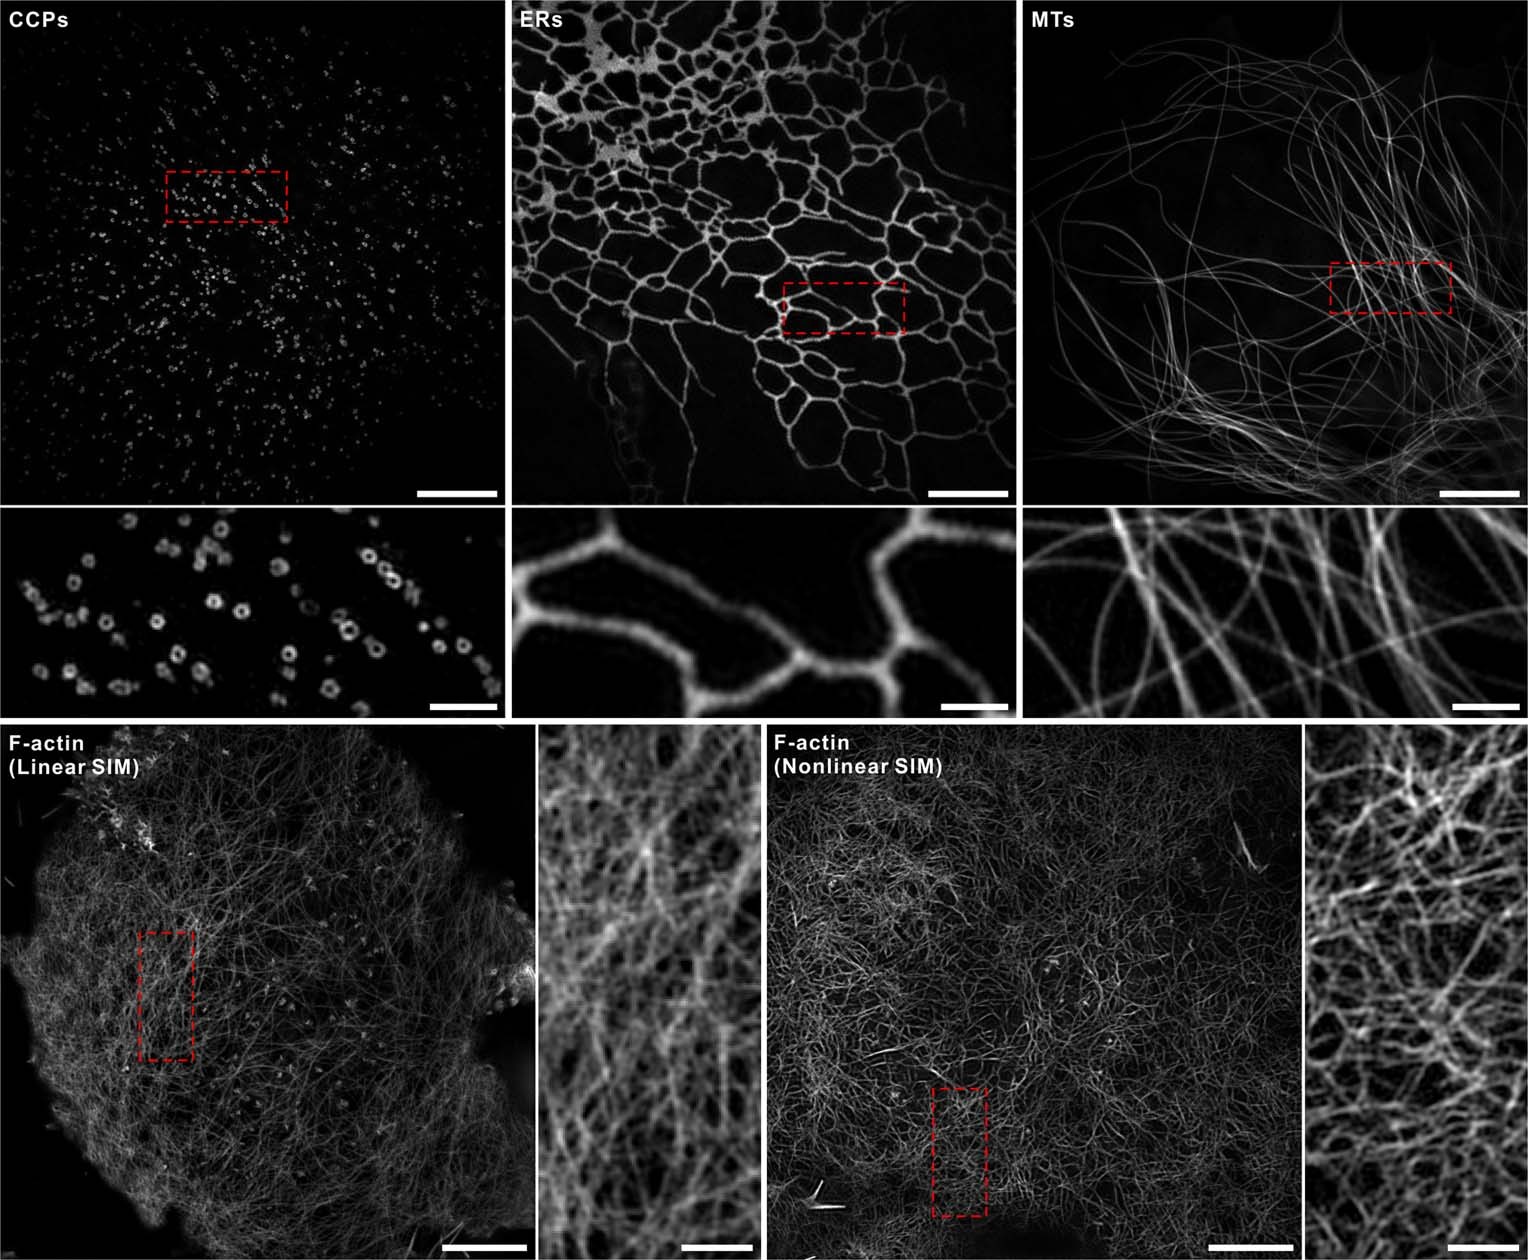 CCPs
ERs
MTs
F-actin
(Linear SIM)
F-actin
(Nonlinear SIM)